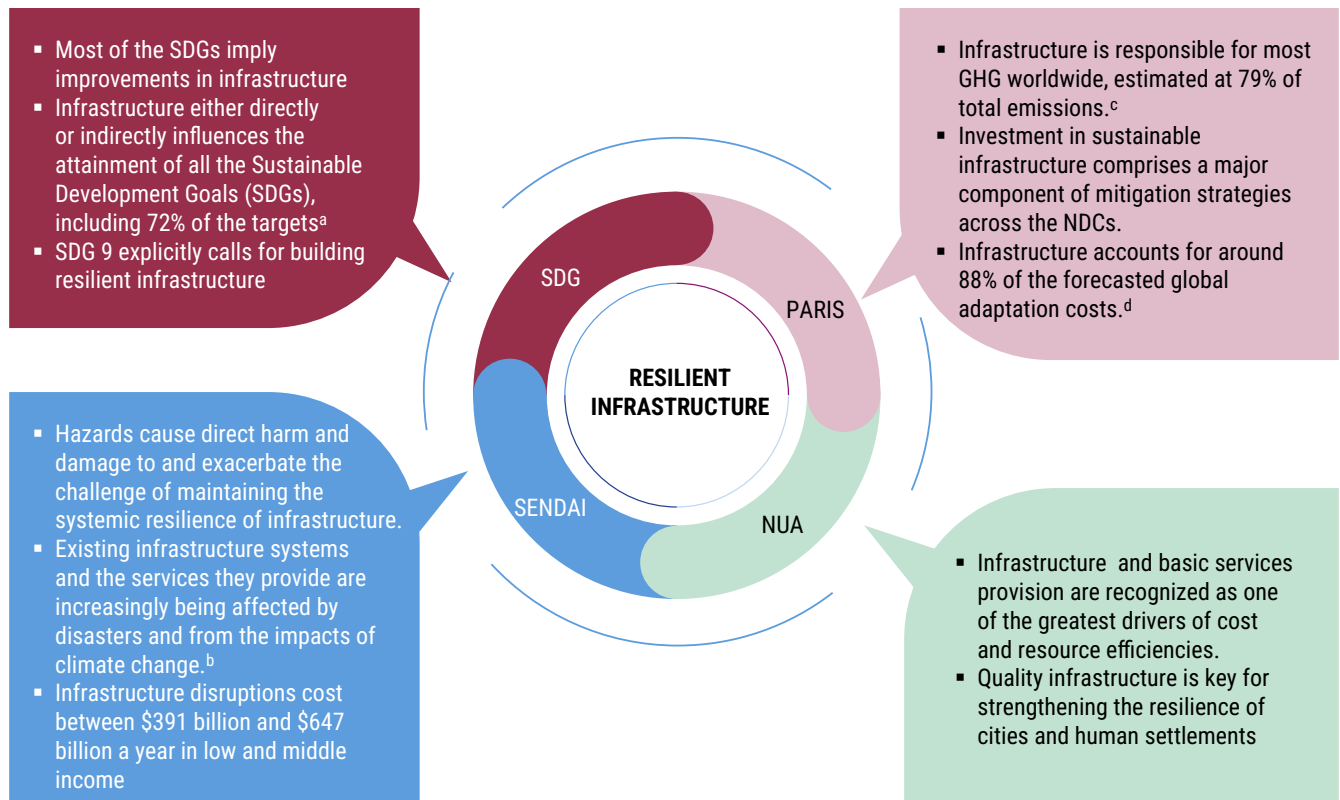 ▪ Most of the SDGs imply
improvements in infrastructure
▪ Infrastructure either directly
or indirectly influences the
attainment of all the Sustainable
Development Goals (SDGs),
including 72% of the targetsᵃ
▪ SDG 9 explicitly calls for building
resilient infrastructure
▪ Infrastructure is responsible for most
GHG worldwide, estimated at 79% of
total emissions.ᶜ
▪ Investment in sustainable
infrastructure comprises a major
component of mitigation strategies
across the NDCs.
▪ Infrastructure accounts for around
88% of the forecasted global
adaptation costs.ᵈ
SDG
PARIS
RESILIENT
INFRASTRUCTURE
SENDAI
NUA
▪ Hazards cause direct harm and
damage to and exacerbate the
challenge of maintaining the
systemic resilience of infrastructure.
▪ Existing infrastructure systems
and the services they provide are
increasingly being affected by
disasters and from the impacts of
climate change.ᵇ
▪ Infrastructure disruptions cost
between $391 billion and $647
billion a year in low and middle
income
▪ Infrastructure and basic services
provision are recognized as one
of the greatest drivers of cost
and resource efficiencies.
▪ Quality infrastructure is key for
strengthening the resilience of
cities and human settlements